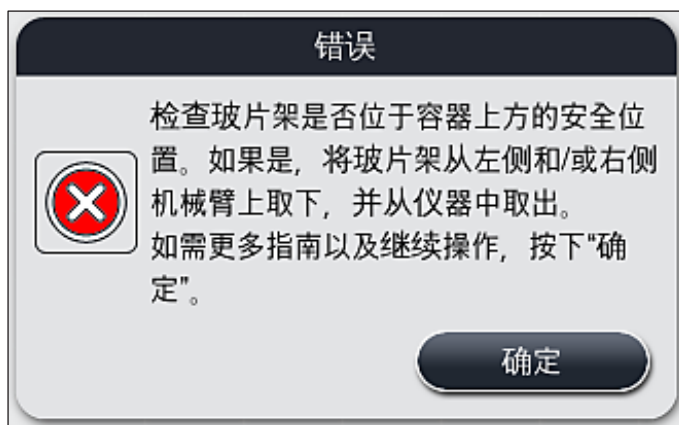 错误
检查玻片架是否位于容器上方的安全位
置。如果是，将玻片架从左侧和/或右侧
机械臂上取下，并从仪器中取出。
如需更多指南以及继续操作，按下“确
定”。
确定